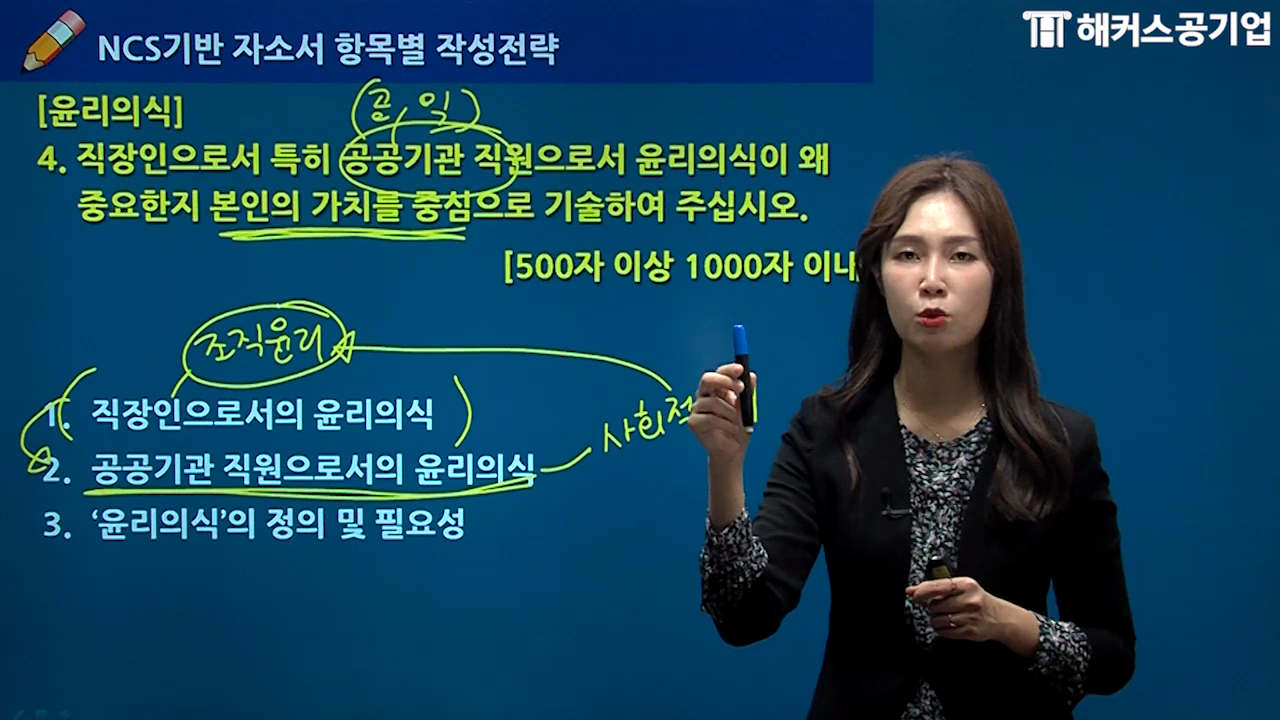 NCS기반 자소서 항목별 작성전략
해커스공기업
[윤리의식]
(공,익)
4. 직장인으로서 특히 공공기관 직원으로서 윤리의식이 왜
중요한지 본인의 가치를 중심으로 기술하여 주십시오.
[500자 이상 1000자 이내
조직윤리
1. 직장인으로서의 윤리의식
사회적
2. 공공기관 직원으로서의 윤리의식
3. ‘윤리의식’의 정의 및 필요성